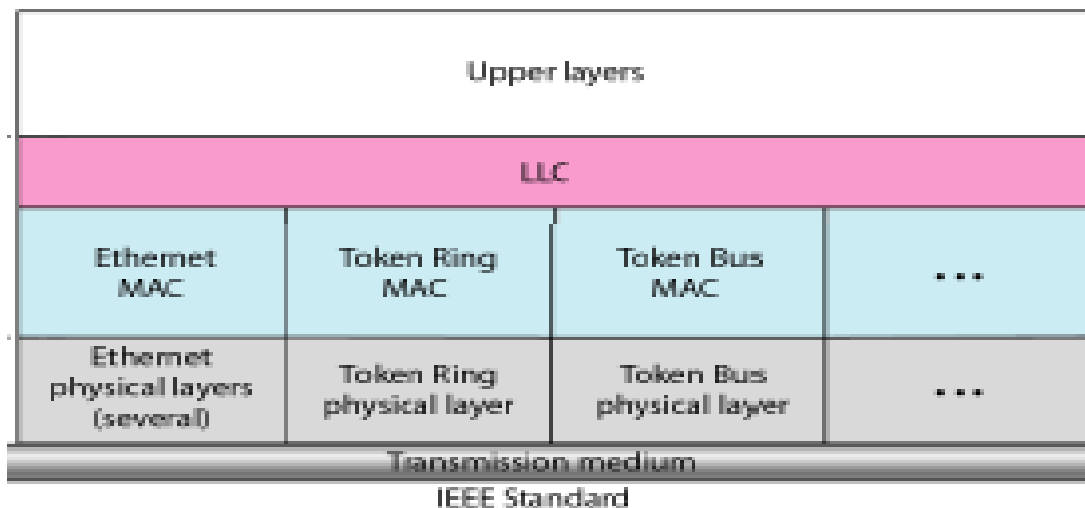 Upper layers
LLC
Ethernet
MAC
Token Ring
MAC
Token Bus
MAC
...
Ethernet
physical layers
(several)
Token Ring
physical layer
Token Bus
physical layer
...
Transmission medium
IEEE Standard